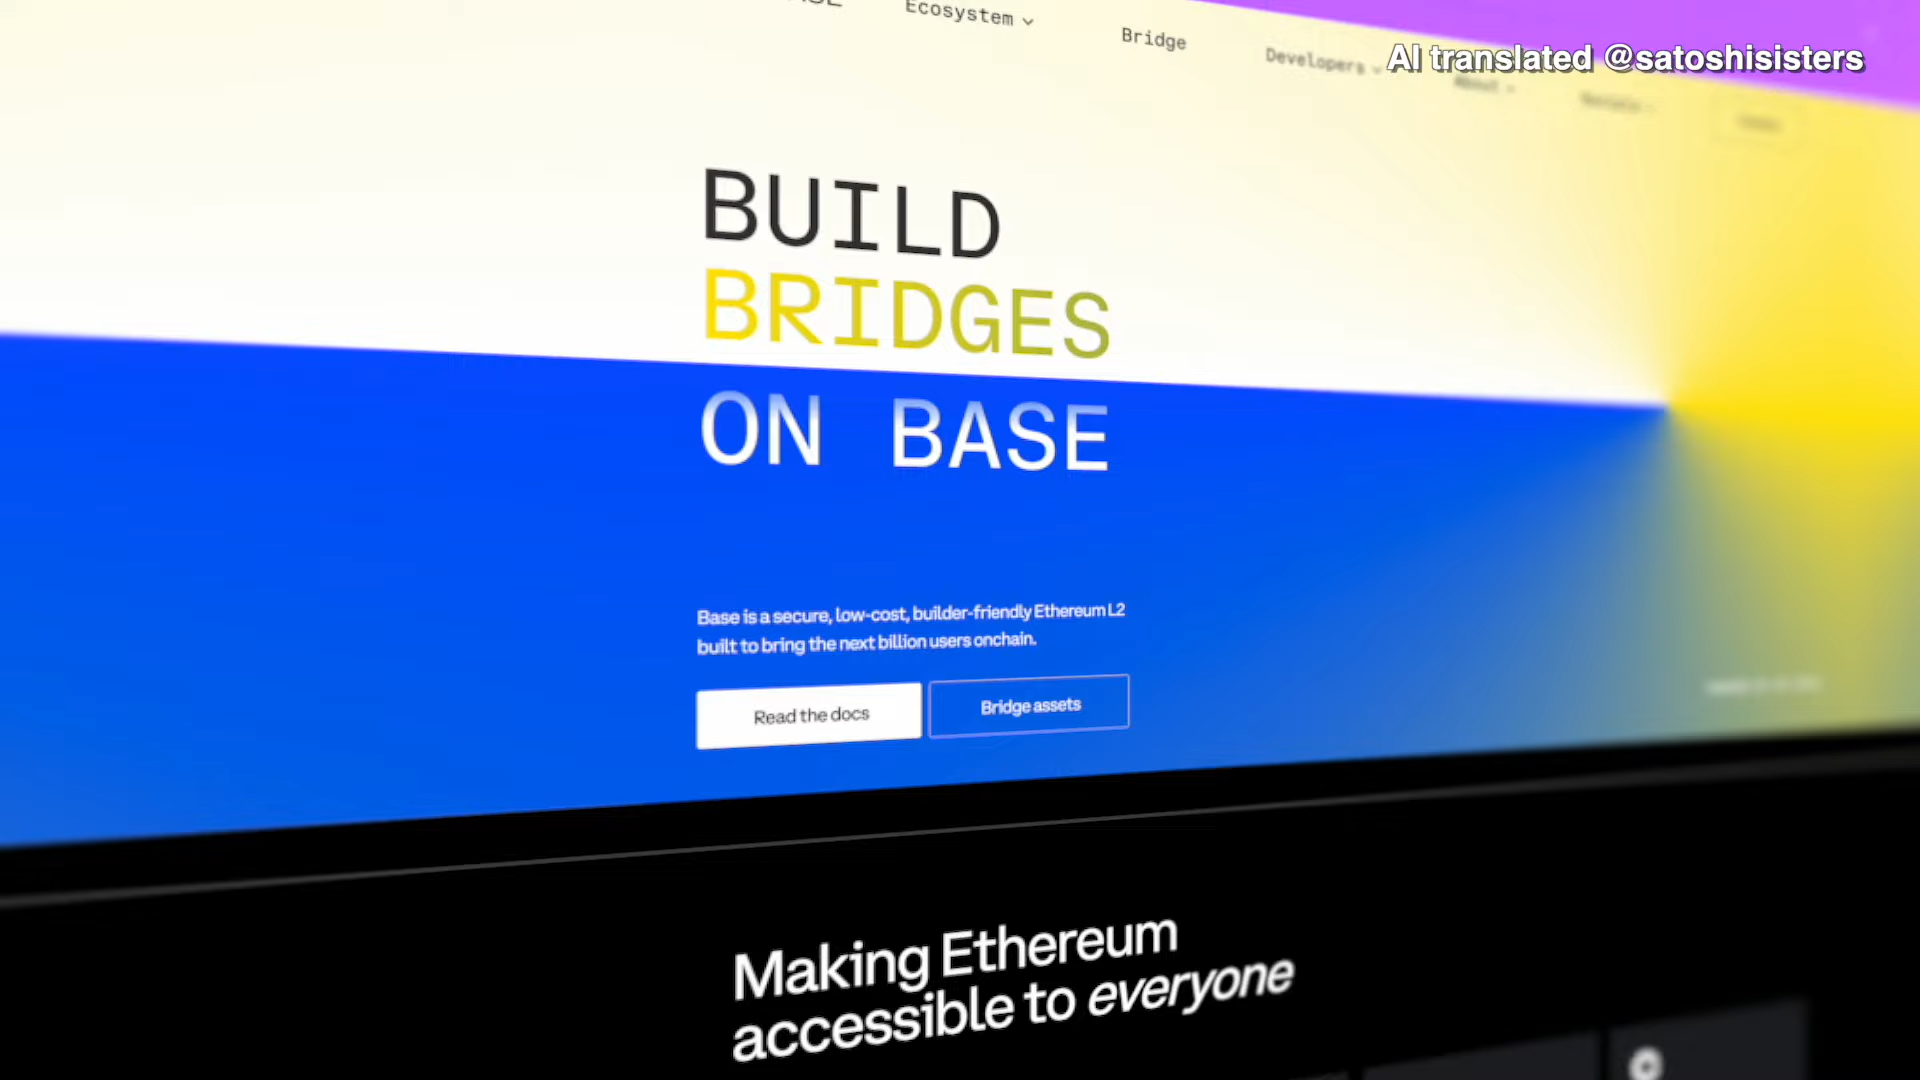 Ecosystem
Bridge
Developers
AI translated @satoshisisters
BUILD
BRIDGES
ON BASE
Base is a secure, low-cost, builder-friendly Ethereum L2
built to bring the next billion users onchain.
Read the docs
Bridge assets
Making Ethereum
accessible to everyone